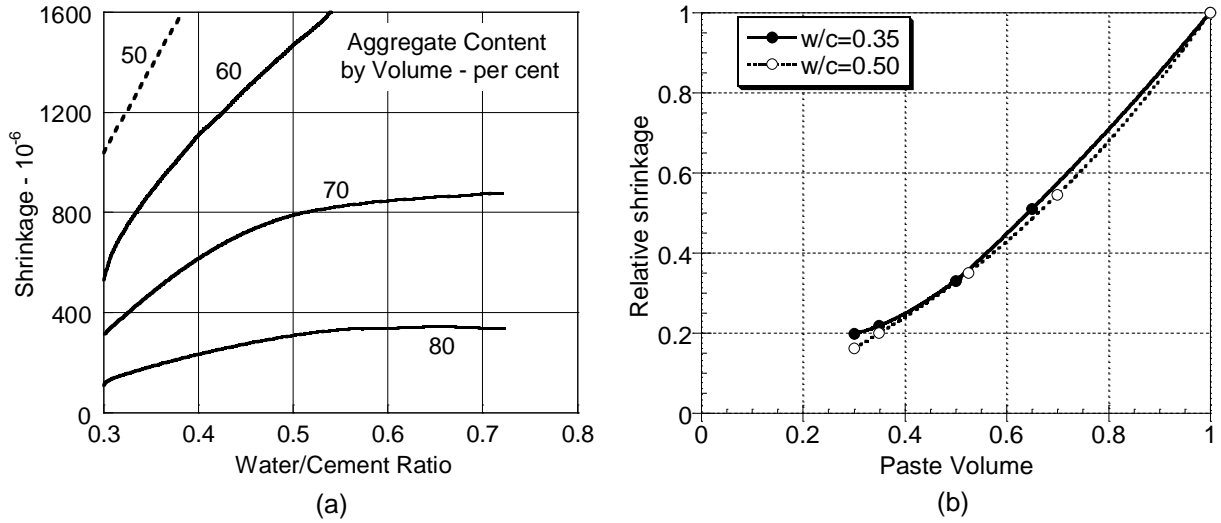 1600
1200
800
400
0
Shrinkage - 10-6
50
60
70
80
Aggregate Content
by Volume - per cent
0.3 0.4 0.5 0.6 0.7 0.8
Water/Cement Ratio
(a)
1
0.8
0.6
0.4
0.2
0
Relative shrinkage
w/c=0.35
w/c=0.50
0 0.2 0.4 0.6 0.8 1
Paste Volume
(b)